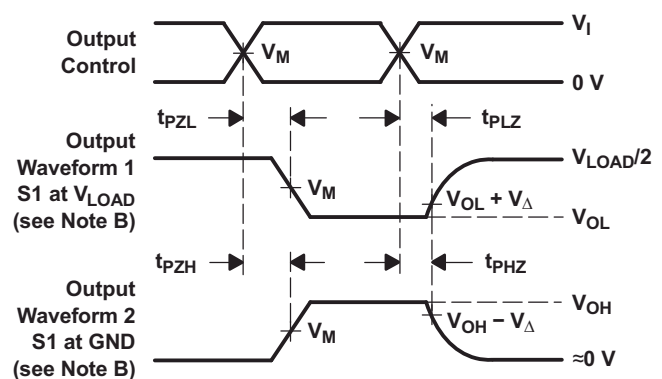 Output
Control
V_I
V_M
V_M
0 V
t_PZL
t_PLZ
Output
Waveform 1
S1 at V_LOAD
(see Note B)
V_LOAD/2
V_M
V_OL + V_Δ
V_OL
t_PZH
t_PHZ
Output
Waveform 2
S1 at GND
(see Note B)
V_OH
V_M
V_OH − V_Δ
≈0 V